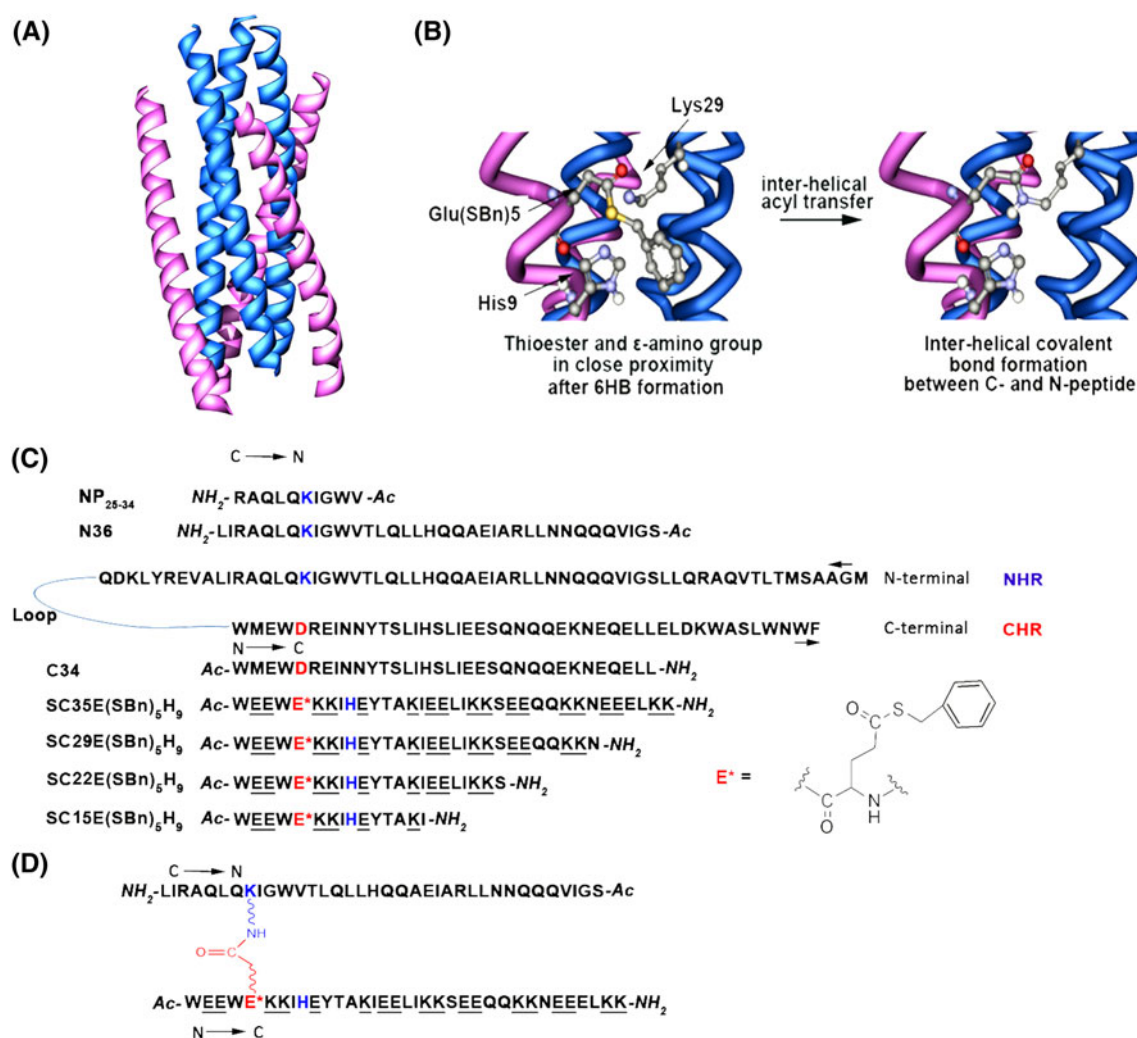 (A)
(B)
Lys29
Glu(SBn)5
His9
inter-helical
acyl transfer
Thioester and ε-amino group
in close proximity
after 6HB formation
Inter-helical covalent
bond formation
between C- and N-peptide
(C)
C → N
NP25-34 NH2-RAQLQKIGWV-Ac
N36 NH2-LIRAQLQKIGWVTLQLLHQQAEIARLLNNQQQVIGS-Ac
QDKLYREVALIRAQLQKIGWVTLQLLHQQAEIARLLNNQQQVIGSLLQRAQVTLTMSAAGM N-terminal NHR
Loop
WMEWDREINNYTSLIHSLIEESQNQQEKNEQELLELDKWASLWNWF C-terminal CHR
N → C
C34 Ac-WMEWDREINNYTSLIHSLIEESQNQQEKNEQELL-NH2
SC35E(SBn)5H9 Ac-WEEWE*KKIHEYTAKIEELIKKSEEQQKKNEEELKK-NH2
SC29E(SBn)5H9 Ac-WEEWE*KKIHEYTAKIEELIKKSEEQQKKN-NH2
SC22E(SBn)5H9 Ac-WEEWE*KKIHEYTAKIEELIKKS-NH2
SC15E(SBn)5H9 Ac-WEEWE*KKIHEYTAKI-NH2
E* =
O
S
O
N
H
(D)
C → N
NH2-LIRAQLQKIGWVTLQLLHQQAEIARLLNNQQQVIGS-Ac
NH
O
Ac-WEEWE*KKIHEYTAKIEELIKKSEEQQKKNEEELKK-NH2
N → C